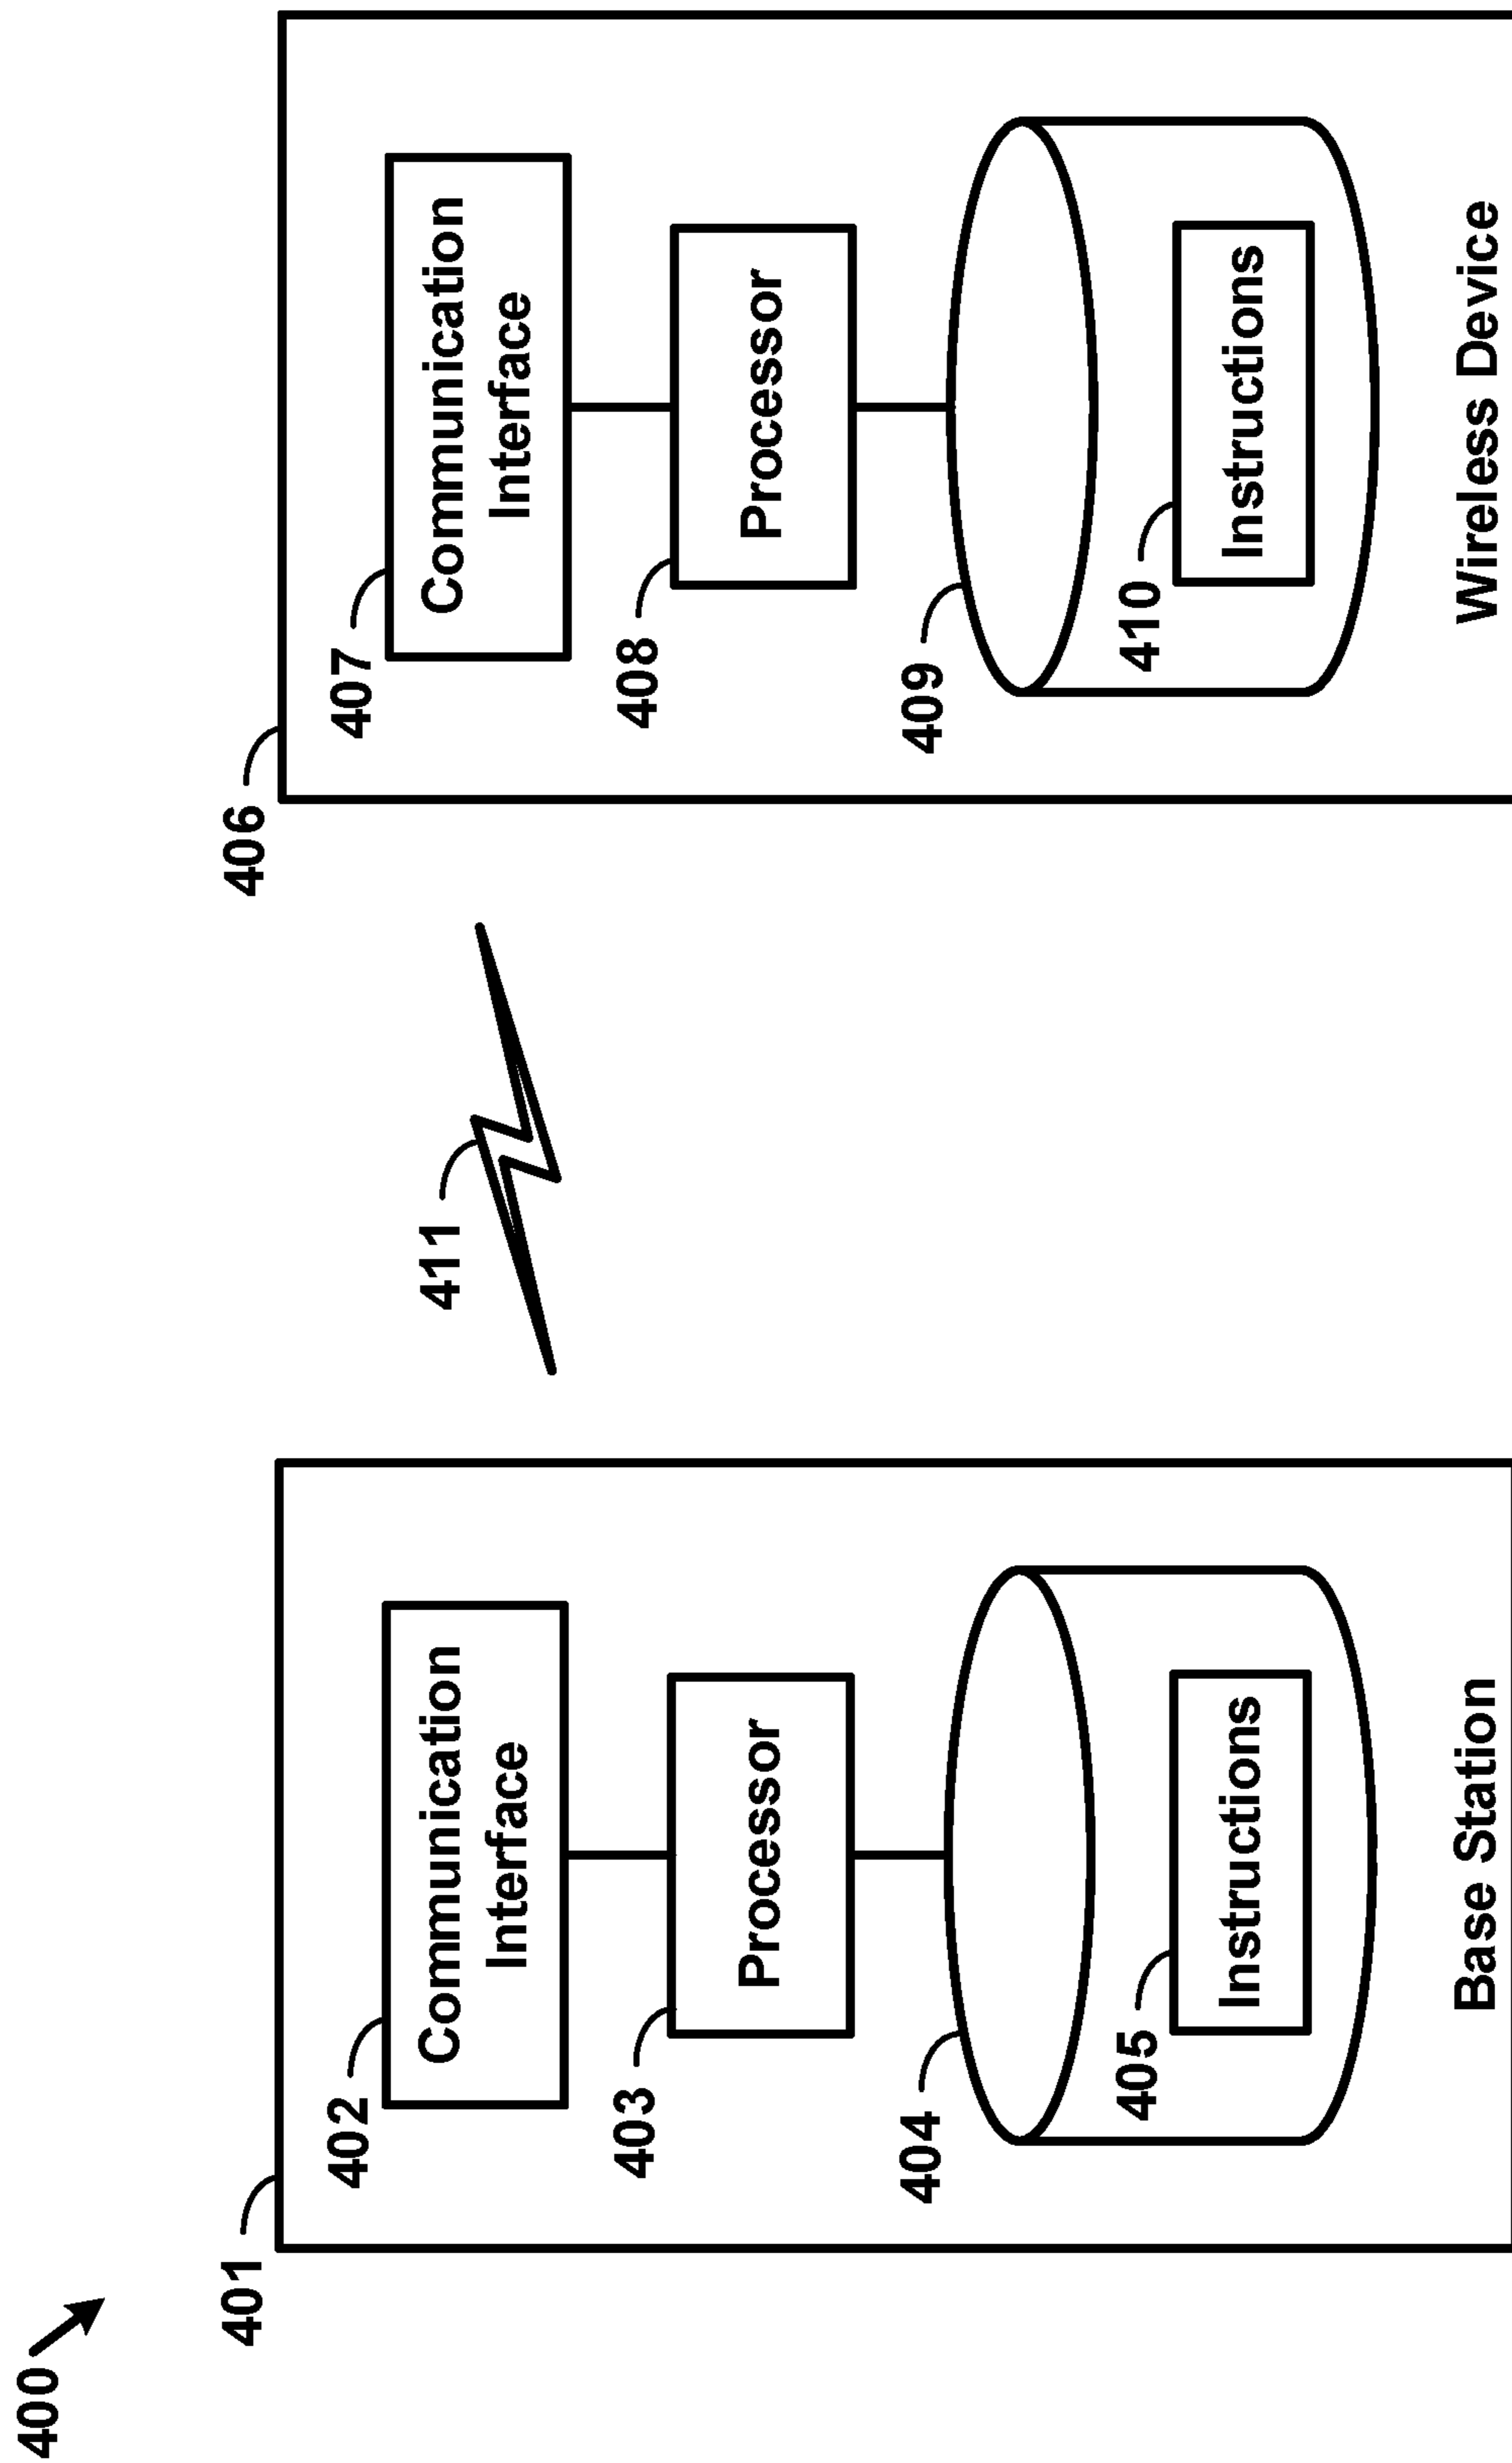 400
401
402
Communication
Interface
403
Processor
404
405
Instructions
Base Station
411
406
407
Communication
Interface
408
Processor
409
410
Instructions
Wireless Device